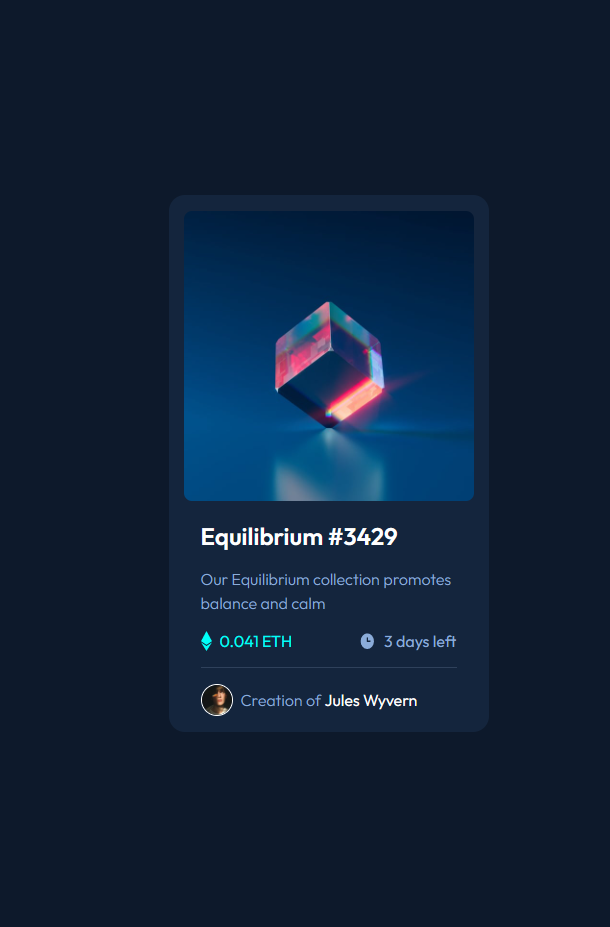 Equilibrium #3429
Our Equilibrium collection promotes
balance and calm
0.041 ETH 3 days left
Creation of Jules Wyvern